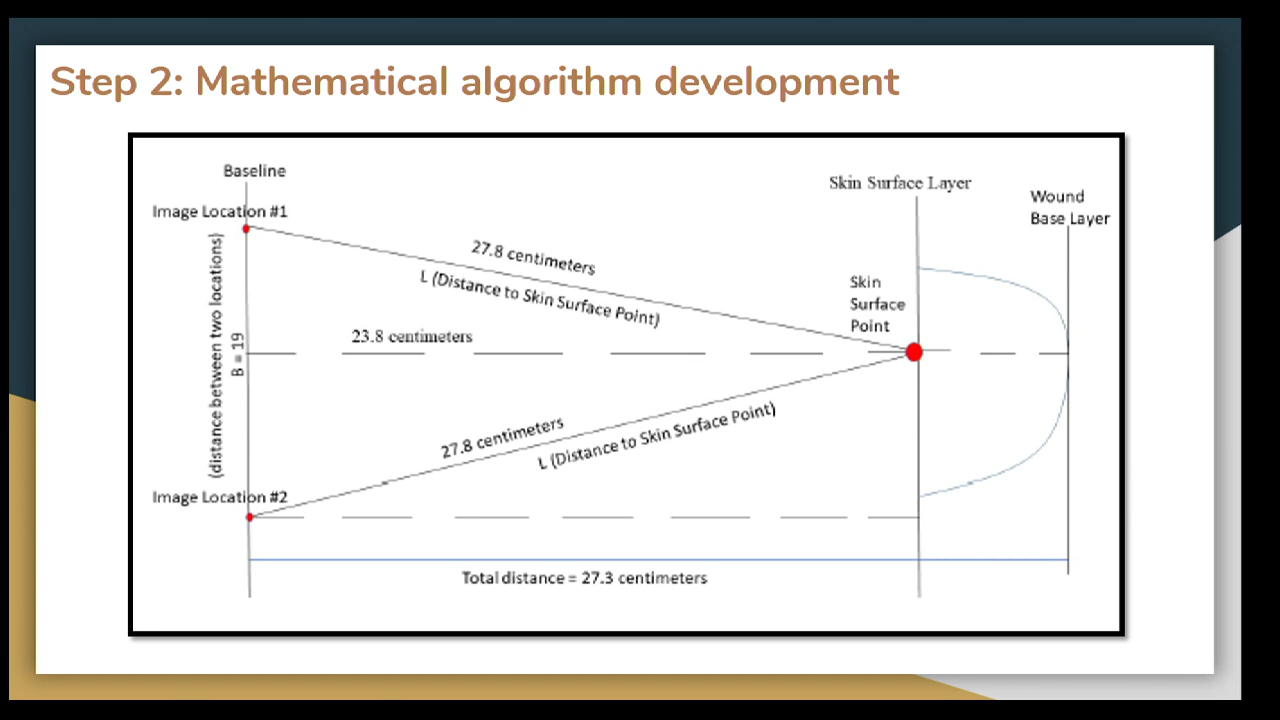 Step 2: Mathematical algorithm development
Baseline
Skin Surface Layer
Wound
Base Layer
Image Location #1
27.8 centimeters
L (Distance to Skin Surface Point)
Skin
Surface
Point
(distance between two locations)
B = 19
23.8 centimeters
27.8 centimeters
L (Distance to Skin Surface Point)
Image Location #2
Total distance = 27.3 centimeters